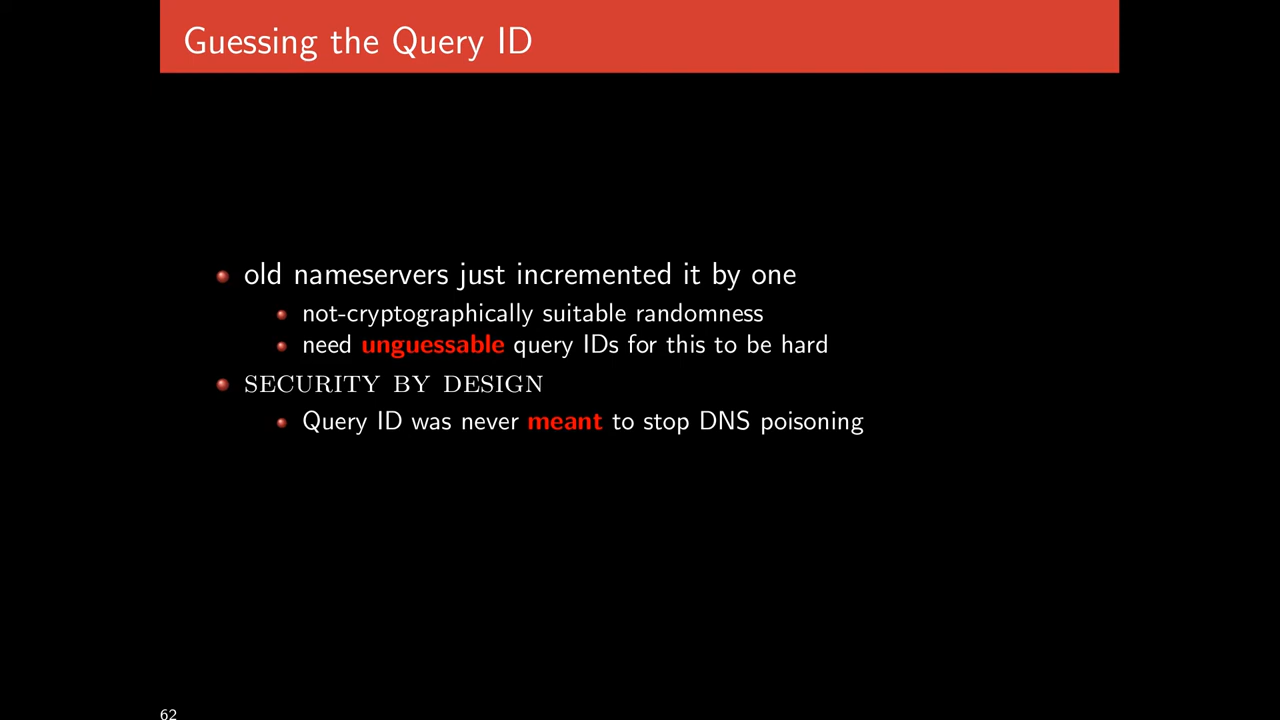 Guessing the Query ID
old nameservers just incremented it by one
not-cryptographically suitable randomness
need unguessable query IDs for this to be hard
SECURITY BY DESIGN
Query ID was never meant to stop DNS poisoning
62